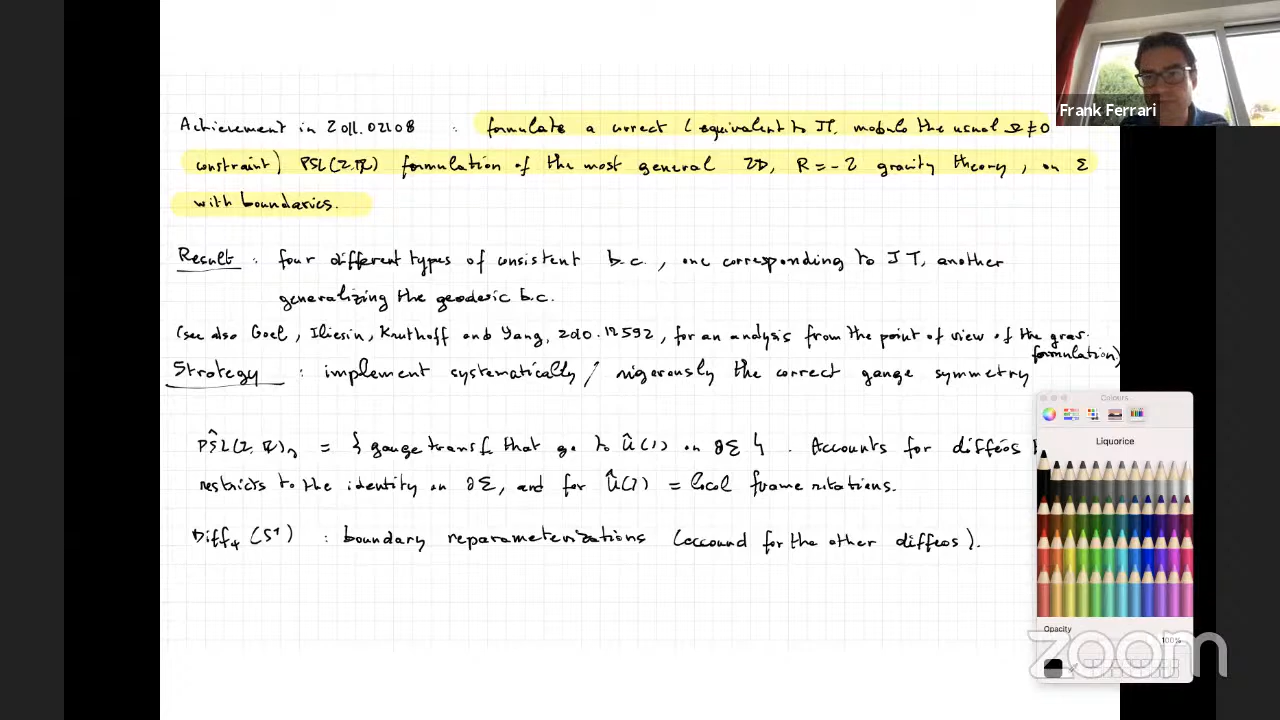 Achievement in 2011.02108 : formulate a correct (equivalent to JT, modulo the usual Ω≠0
constraint) PSL(2,R) formulation of the most general 2D, R=-2 gravity theory, on Σ
with boundaries.
Result : four different types of consistent b.c., one corresponding to JT, another
generalizing the geodesic b.c.
(see also Goel, Iliesiu, Kruthoff and Yang, 2010.12592, for an analysis from the point of view of the grav.
formulation)
Strategy : implement systematically / rigorously the correct gauge symmetry
= { gauge transf. that go to Û(1) on ∂Σ }. Accounts for diffeos
restricts to the identity on ∂Σ, and for Û(1) = local frame rotations.
Diff₊(S¹) : boundary reparameterizations (account for the other diffeos).
Frank Ferrari
Colours
Liquorice
Opacity
100%
zoom